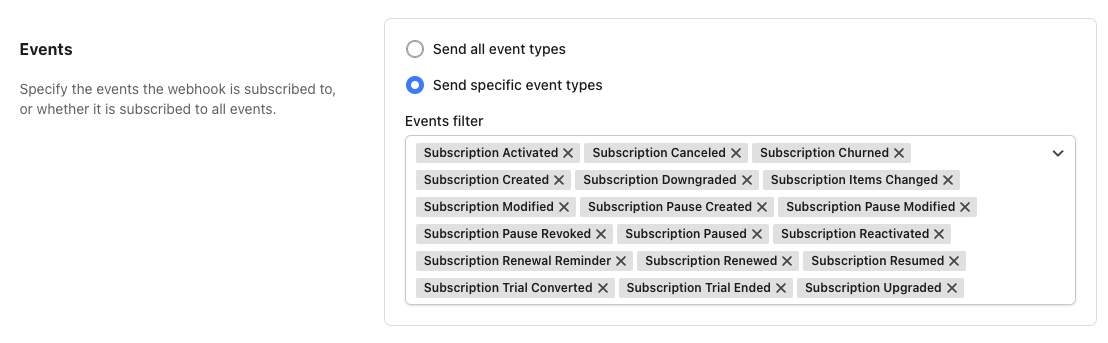 Events
Specify the events the webhook is subscribed to,
or whether it is subscribed to all events.
Send all event types
Send specific event types
Events filter
Subscription Activated Subscription Canceled Subscription Churned
Subscription Created Subscription Downgraded Subscription Items Changed
Subscription Modified Subscription Pause Created Subscription Pause Modified
Subscription Pause Revoked Subscription Paused Subscription Reactivated
Subscription Renewal Reminder Subscription Renewed Subscription Resumed
Subscription Trial Converted Subscription Trial Ended Subscription Upgraded